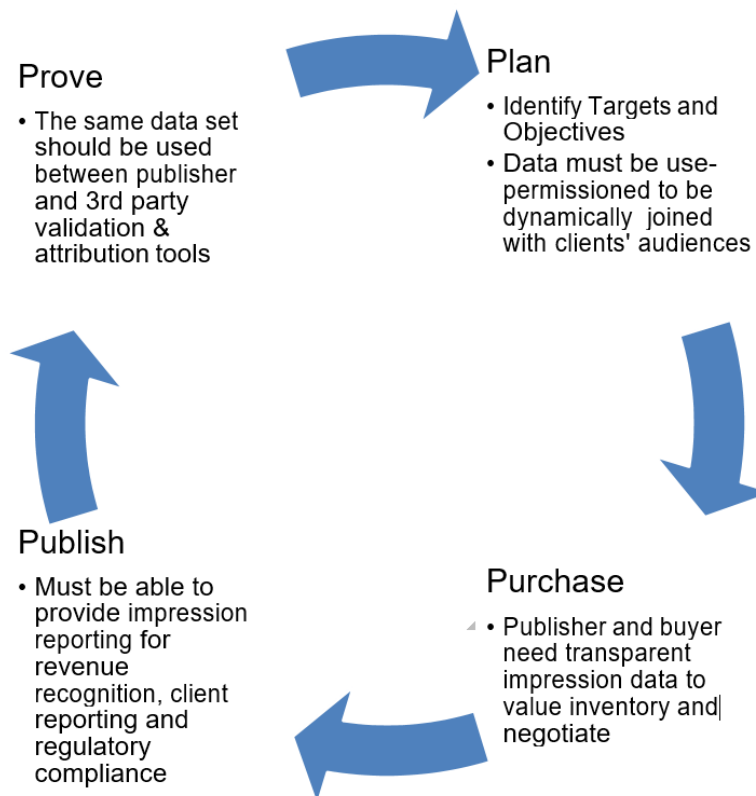 Prove
• The same data set
should be used
between publisher
and 3rd party
validation &
attribution tools
Plan
• Identify Targets and
Objectives
• Data must be use-
permissioned to be
dynamically joined
with clients' audiences
Publish
• Must be able to
provide impression
reporting for
revenue
recognition, client
reporting and
regulatory
compliance
Purchase
• Publisher and buyer
need transparent
impression data to
value inventory and
negotiate